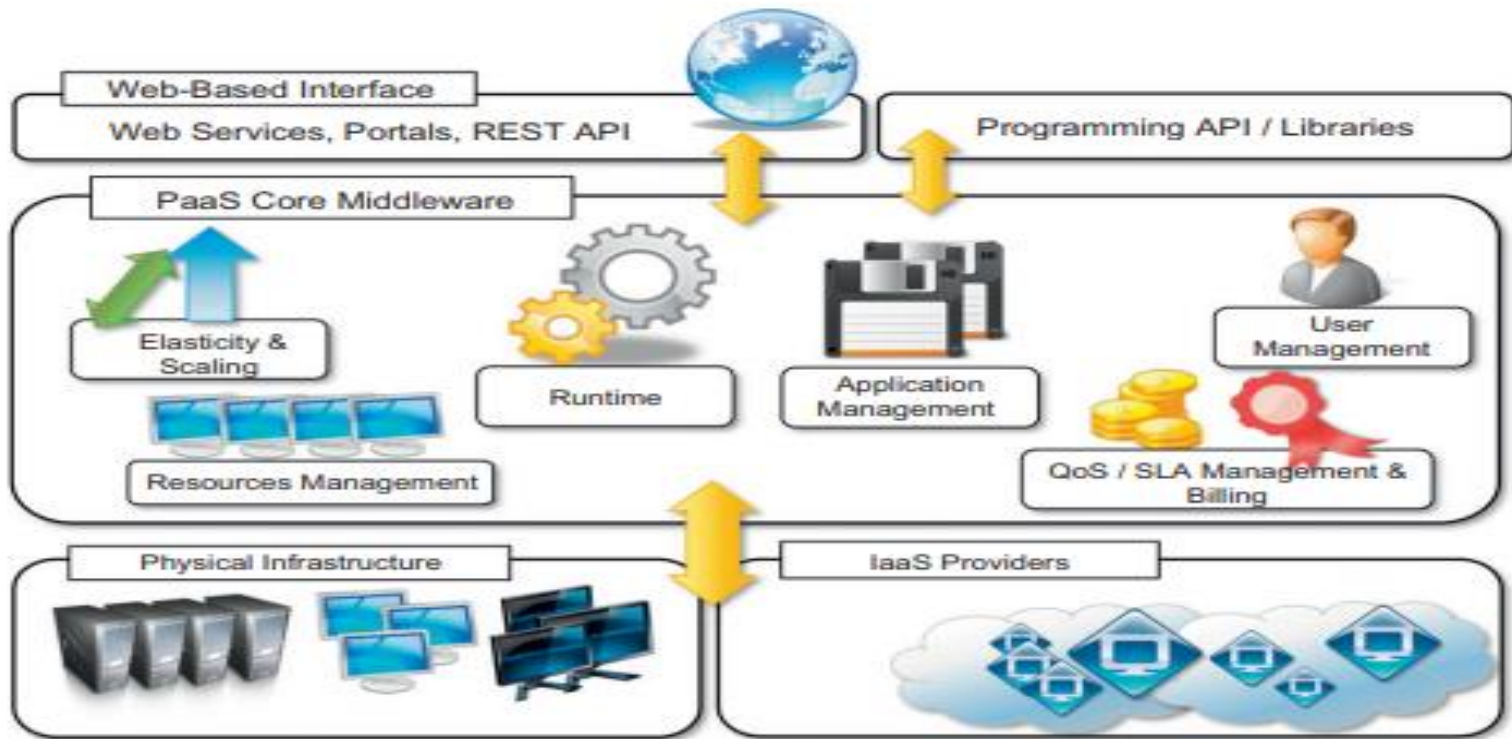 Web-Based Interface
Web Services, Portals, REST API
Programming API / Libraries
PaaS Core Middleware
Elasticity &
Scaling
Runtime
Application
Management
User
Management
Resources Management
QoS / SLA Management &
Billing
Physical Infrastructure
IaaS Providers